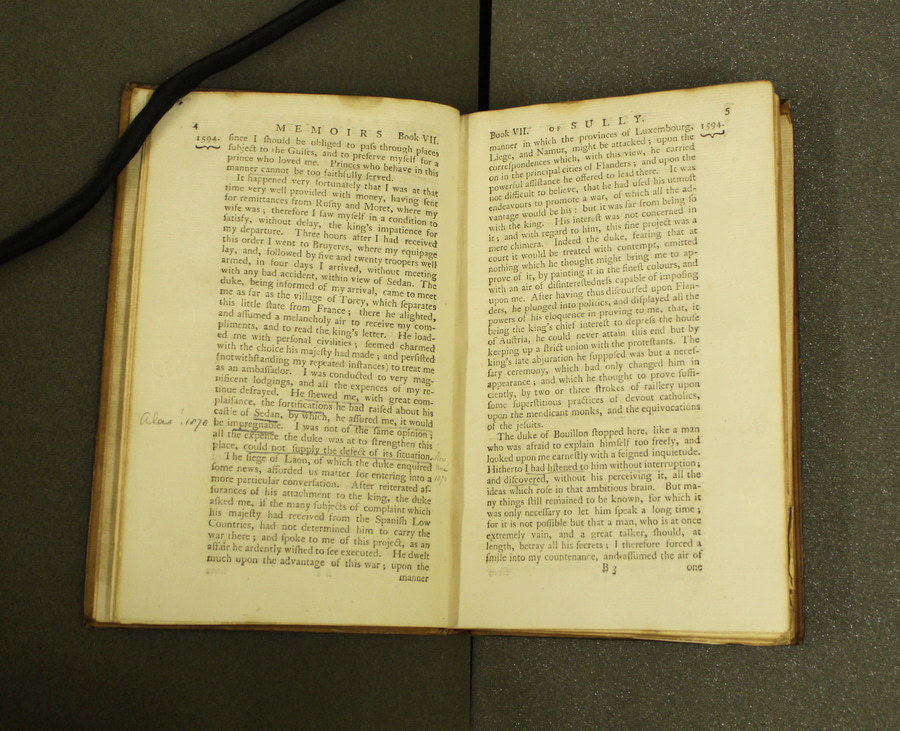 4 MEMOIRS Book VII.
1594. ſince I ſhould be obliged to paſs through places
ſubject to the Guiſes, and to preſerve myſelf for a
prince who loved me. Princes who behave in this
manner cannot be too faithfully ſerved.
It happened very fortunately that I was at that
time very well provided with money, having ſent
for remittances from Roſny and Moret, where my
wife was; therefore I ſaw myſelf in a condition to
ſatisfy, without delay, the king's impatience for
my departure. Three hours after I had received
this order I went to Bruyeres, where my equipage
lay, and, followed by five and twenty troopers well
armed, in four days I arrived, without meeting
with any bad accident, within view of Sedan. The
duke, being informed of my arrival, came to meet
me as far as the village of Torcy, which ſeparates
this little ſtate from France; there he alighted,
and aſſumed a melancholy air to receive my com-
pliments, and to read the king's letter. He load-
ed me with perſonal civilities; ſeemed charmed
with the choice his majeſty had made; and perſiſted
(notwithſtanding my repeated inſtances) to treat me
as an ambaſſador. I was conducted to very mag-
nificent lodgings, and all the expences of my re-
tinue defrayed. He ſhewed me, with great com-
plaiſance, the fortifications he had raiſed about his
caſtle of Sedan, by which, he aſſured me, it would
be impregnable. I was not of the ſame opinion;
Alas! 1870
all the expence the duke was at to ſtrengthen this
place, could not ſupply the defect of its ſituation.
The ſiege of Laon, of which the duke enquired
ſome news, afforded us matter for entering into a
more particular converſation. After reiterated aſ-
ſurances of his attachment to the king, the duke
aſked me, if the many ſubjects of complaint which
his majeſty had received from the Spaniſh Low
Countries, had not determined him to carry the
war there; and ſpoke to me of this project, as an
affair he ardently wiſhed to ſee executed. He dwelt
much upon the advantage of this war; upon the
manner
Book VII. OF SULLY. 5
manner in which the provinces of Luxembourg, 1594.
Liege, and Namur, might be attacked; upon the
correſpondences which, with this view, he carried
on in the principal cities of Flanders; and upon the
powerful aſſiſtance he offered to lead there. It was
not difficult to believe, that he had uſed his utmoſt
endeavours to promote a war, of which all the ad-
vantage would be his: but it was far from being ſo
with the king. His intereſt was not concerned in
it; and with regard to him, this fine project was a
mere chimera. Indeed the duke, fearing that at
court it would be treated with contempt, omitted
nothing which he thought might bring me to ap-
prove of it, by painting it in the fineſt colours, and
with an air of diſintereſtedneſs capable of impoſing
upon me. After having thus diſcourſed upon Flan-
ders, he plunged into politics, and diſplayed all the
powers of his eloquence in proving to me, that, it
being the king's chief intereſt to depreſs the houſe
of Auſtria, he could never attain this end but by
keeping up a ſtrict union with the proteſtants. The
king's late abjuration he ſuppoſed was but a neceſ-
ſary ceremony, which had only changed him in
appearance; and which he thought to prove ſuffi-
ciently, by two or three ſtrokes of raillery upon
ſome ſuperſtitious practices of devout catholics,
upon the mendicant monks, and the equivocations
of the jeſuits.
The duke of Bouillon ſtopped here, like a man
who was afraid to explain himſelf too freely, and
looked upon me earneſtly with a feigned inquietude.
Hitherto I had liſtened to him without interruption;
and diſcovered, without his perceiving it, all the
ideas which roſe in that ambitious brain. But ma-
ny things ſtill remained to be known, for which it
was only neceſſary to let him ſpeak a long time;
for it is not poſſible but that a man, who is at once
extremely vain, and a great talker, ſhould, at
length, betray all his ſecrets; I therefore forced a
ſmile into my countenance, and aſſumed the air of
B 3 one